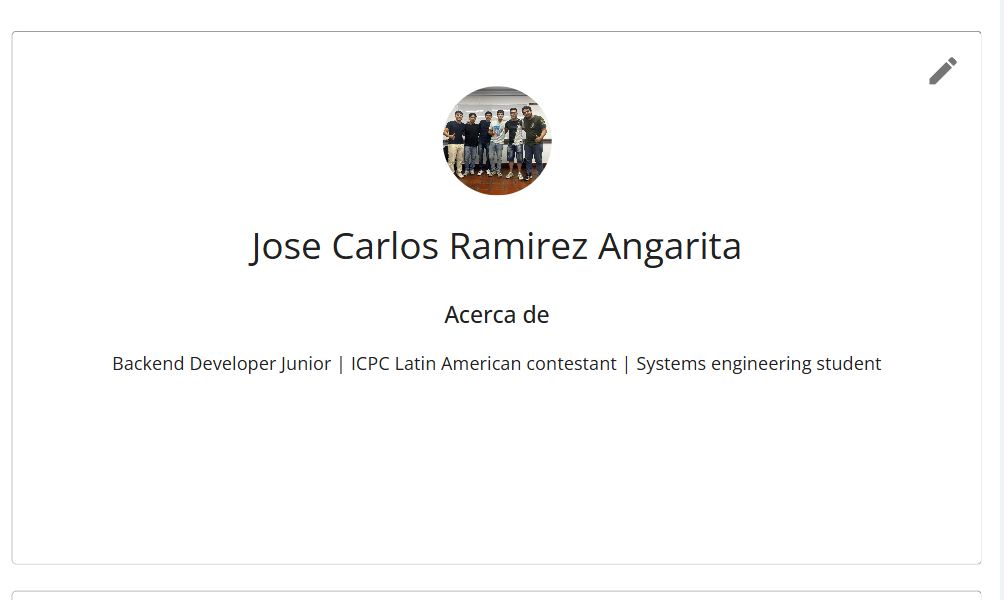 Jose Carlos Ramirez Angarita
Acerca de
Backend Developer Junior | ICPC Latin American contestant | Systems engineering student